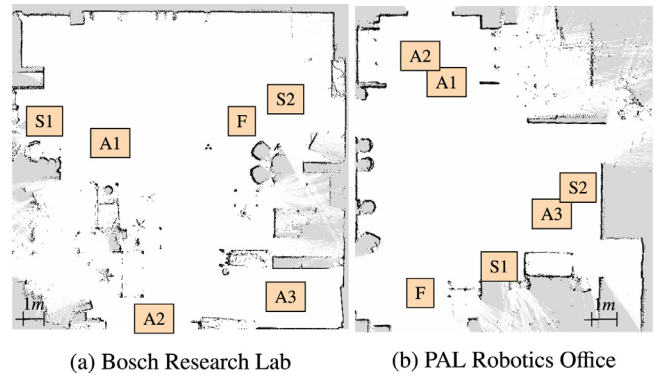 A2
A1
S2
F
S1
A1
S2
A3
S1
A3
F
A2
1m
1m
(a) Bosch Research Lab
(b) PAL Robotics Office